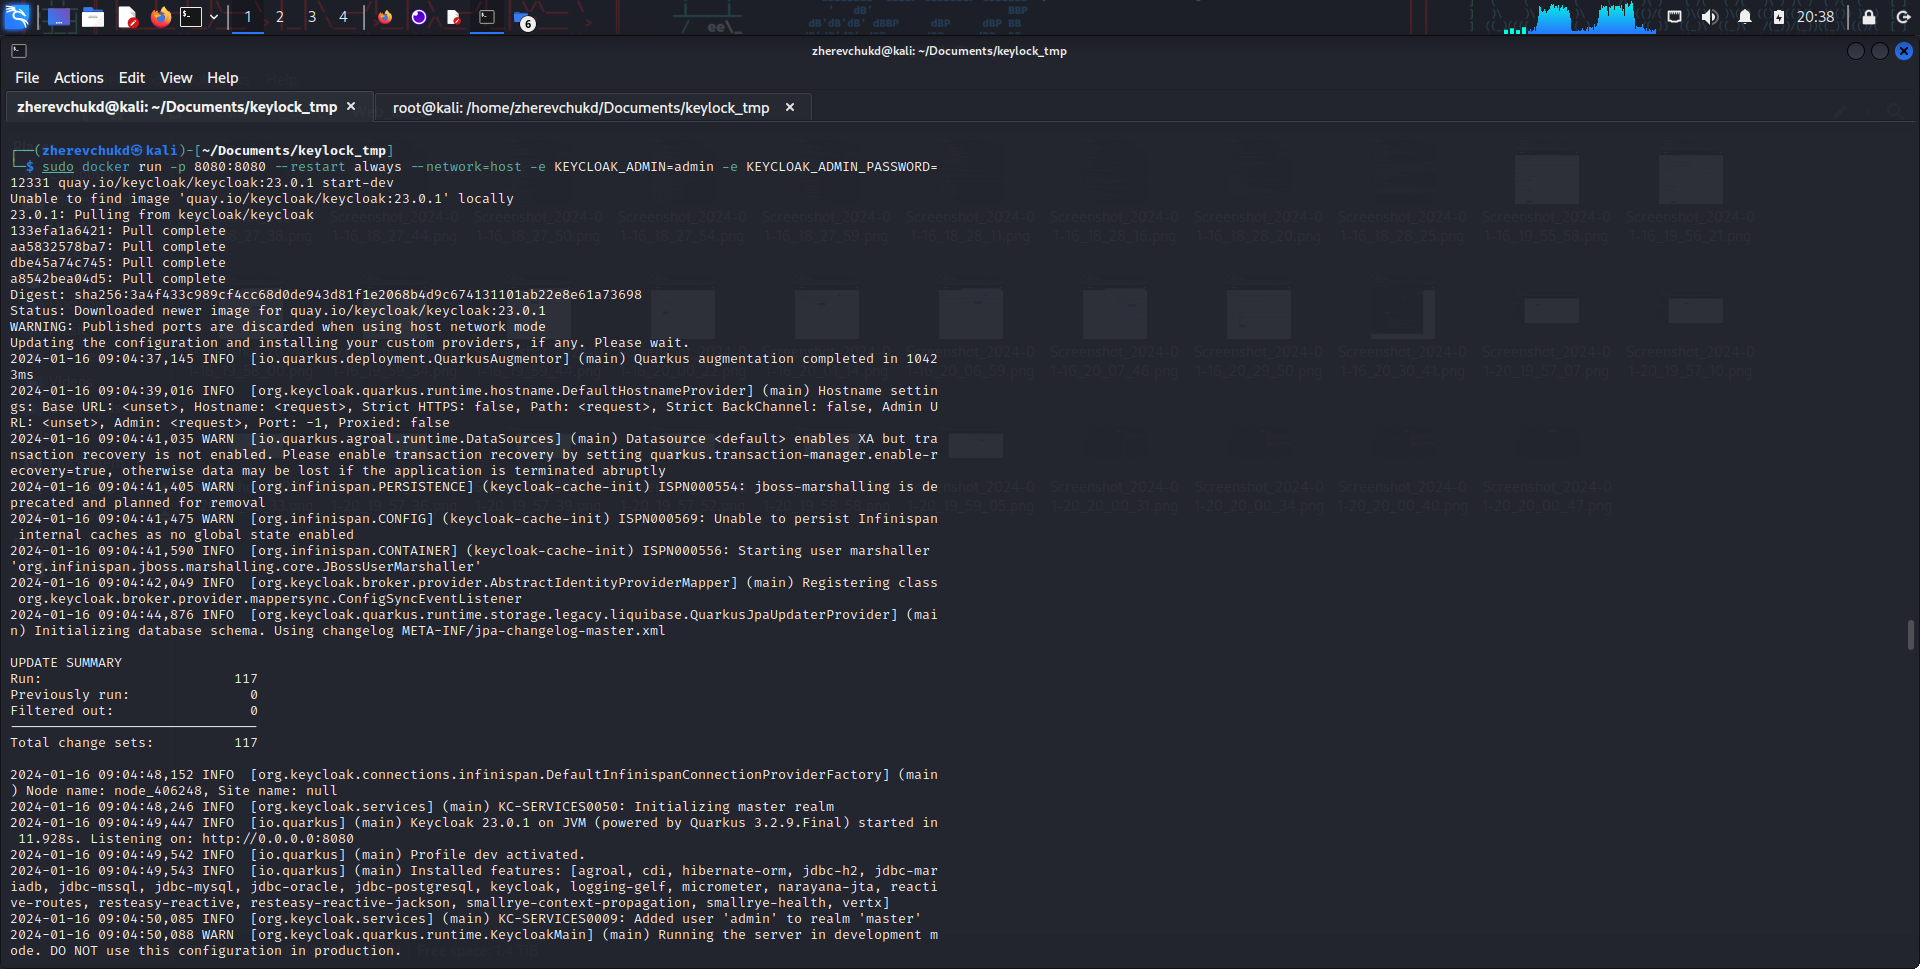 1 2 3 4
6
20:38
zherevchukd@kali: ~/Documents/keylock_tmp
File Actions Edit View Help
zherevchukd@kali: ~/Documents/keylock_tmp
root@kali: /home/zherevchukd/Documents/keylock_tmp
┌──(zherevchukd㉿kali)-[~/Documents/keylock_tmp]
└─$ sudo docker run -p 8080:8080 --restart always --network=host -e KEYCLOAK_ADMIN=admin -e KEYCLOAK_ADMIN_PASSWORD=
12331 quay.io/keycloak/keycloak:23.0.1 start-dev
Unable to find image 'quay.io/keycloak/keycloak:23.0.1' locally
23.0.1: Pulling from keycloak/keycloak
133efa1a6421: Pull complete
aa5832578ba7: Pull complete
dbe45a74c745: Pull complete
a8542bea04d5: Pull complete
Digest: sha256:3a4f433c989cf4cc68d0de943d81f1e2068b4d9c674131101ab22e8e61a73698
Status: Downloaded newer image for quay.io/keycloak/keycloak:23.0.1
WARNING: Published ports are discarded when using host network mode
Updating the configuration and installing your custom providers, if any. Please wait.
2024-01-16 09:04:37,145 INFO  [io.quarkus.deployment.QuarkusAugmentor] (main) Quarkus augmentation completed in 1042
3ms
2024-01-16 09:04:39,016 INFO  [org.keycloak.quarkus.runtime.hostname.DefaultHostnameProvider] (main) Hostname settin
gs: Base URL: <unset>, Hostname: <request>, Strict HTTPS: false, Path: <request>, Strict BackChannel: false, Admin U
RL: <unset>, Admin: <request>, Port: -1, Proxied: false
2024-01-16 09:04:41,035 WARN  [io.quarkus.agroal.runtime.DataSources] (main) Datasource <default> enables XA but tra
nsaction recovery is not enabled. Please enable transaction recovery by setting quarkus.transaction-manager.enable-r
ecovery=true, otherwise data may be lost if the application is terminated abruptly
2024-01-16 09:04:41,405 WARN  [org.infinispan.PERSISTENCE] (keycloak-cache-init) ISPN000554: jboss-marshalling is de
precated and planned for removal
2024-01-16 09:04:41,475 WARN  [org.infinispan.CONFIG] (keycloak-cache-init) ISPN000569: Unable to persist Infinispan
 internal caches as no global state enabled
2024-01-16 09:04:41,590 INFO  [org.infinispan.CONTAINER] (keycloak-cache-init) ISPN000556: Starting user marshaller
'org.infinispan.jboss.marshalling.core.JBossUserMarshaller'
2024-01-16 09:04:42,049 INFO  [org.keycloak.broker.provider.AbstractIdentityProviderMapper] (main) Registering class
 org.keycloak.broker.provider.mappersync.ConfigSyncEventListener
2024-01-16 09:04:44,876 INFO  [org.keycloak.quarkus.runtime.storage.legacy.liquibase.QuarkusJpaUpdaterProvider] (mai
n) Initializing database schema. Using changelog META-INF/jpa-changelog-master.xml
UPDATE SUMMARY
Run: 117
Previously run: 0
Filtered out: 0
-------------------------------
Total change sets: 117
2024-01-16 09:04:48,152 INFO  [org.keycloak.connections.infinispan.DefaultInfinispanConnectionProviderFactory] (main
) Node name: node_406248, Site name: null
2024-01-16 09:04:48,246 INFO  [org.keycloak.services] (main) KC-SERVICES0050: Initializing master realm
2024-01-16 09:04:49,447 INFO  [io.quarkus] (main) Keycloak 23.0.1 on JVM (powered by Quarkus 3.2.9.Final) started in
 11.928s. Listening on: http://0.0.0.0:8080
2024-01-16 09:04:49,542 INFO  [io.quarkus] (main) Profile dev activated.
2024-01-16 09:04:49,543 INFO  [io.quarkus] (main) Installed features: [agroal, cdi, hibernate-orm, jdbc-h2, jdbc-mar
iadb, jdbc-mssql, jdbc-mysql, jdbc-oracle, jdbc-postgresql, keycloak, logging-gelf, micrometer, narayana-jta, reacti
ve-routes, resteasy-reactive, resteasy-reactive-jackson, smallrye-context-propagation, smallrye-health, vertx]
2024-01-16 09:04:50,085 INFO  [org.keycloak.services] (main) KC-SERVICES0009: Added user 'admin' to realm 'master'
2024-01-16 09:04:50,088 WARN  [org.keycloak.quarkus.runtime.KeycloakMain] (main) Running the server in development m
ode. DO NOT use this configuration in production.